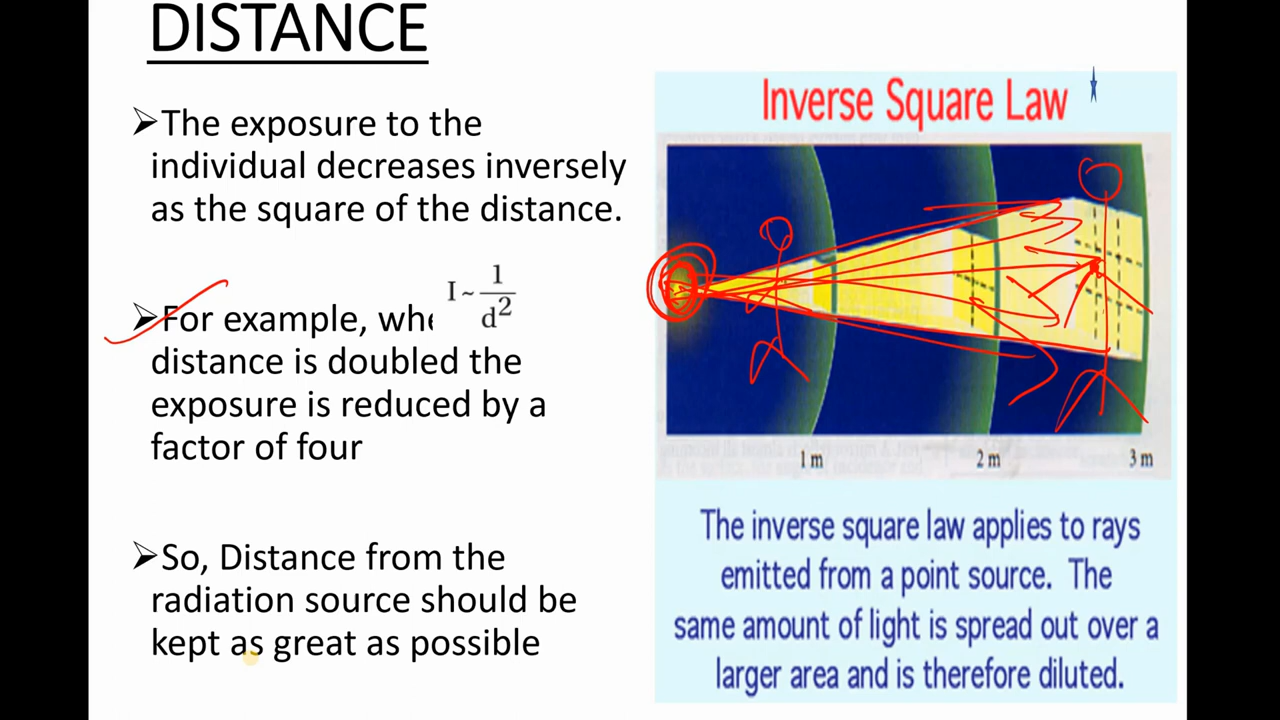 DISTANCE
➢The exposure to the
individual decreases inversely
as the square of the distance.
➢For example, whe
distance is doubled the
exposure is reduced by a
factor of four
I~ 1/d²
➢So, Distance from the
radiation source should be
kept as great as possible
Inverse Square Law
1 m 2 m 3 m
The inverse square law applies to rays
emitted from a point source. The
same amount of light is spread out over a
larger area and is therefore diluted.